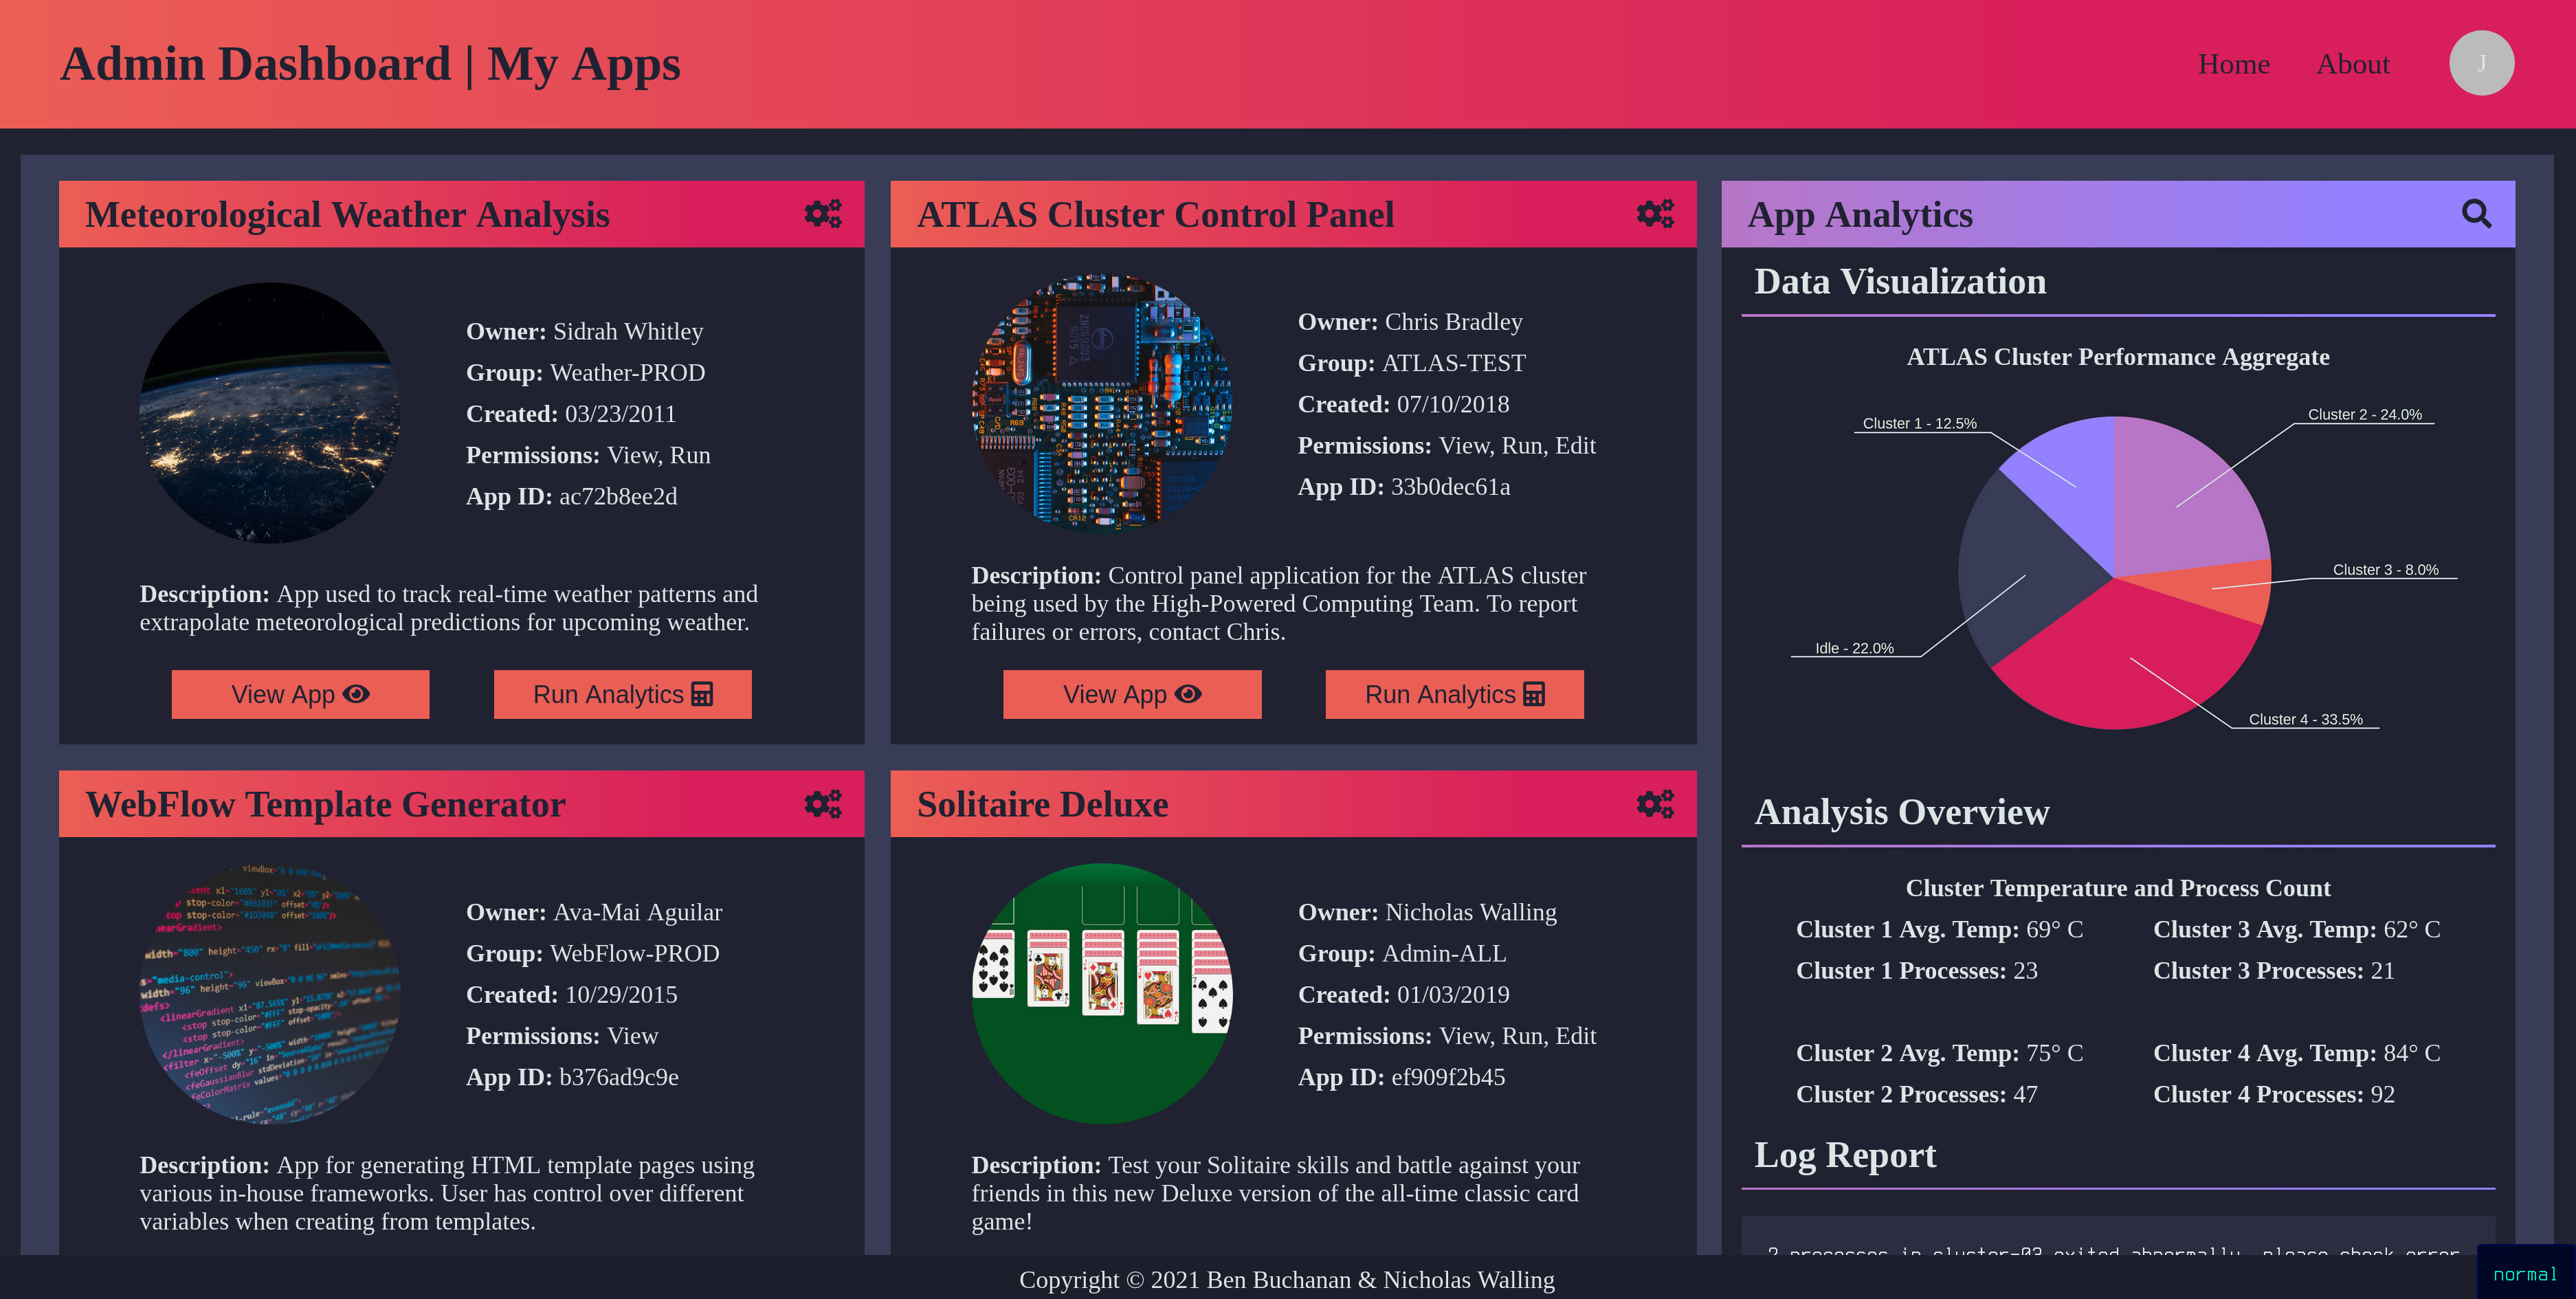 Admin Dashboard | My Apps
Home
About
J
Meteorological Weather Analysis
Owner: Sidrah Whitley
Group: Weather-PROD
Created: 03/23/2011
Permissions: View, Run
App ID: ac72b8ee2d
Description: App used to track real-time weather patterns and
extrapolate meteorological predictions for upcoming weather.
View App
Run Analytics
ATLAS Cluster Control Panel
Owner: Chris Bradley
Group: ATLAS-TEST
Created: 07/10/2018
Permissions: View, Run, Edit
App ID: 33b0dec61a
Description: Control panel application for the ATLAS cluster
being used by the High-Powered Computing Team. To report
failures or errors, contact Chris.
View App
Run Analytics
WebFlow Template Generator
Owner: Ava-Mai Aguilar
Group: WebFlow-PROD
Created: 10/29/2015
Permissions: View
App ID: b376ad9c9e
Description: App for generating HTML template pages using
various in-house frameworks. User has control over different
variables when creating from templates.
Solitaire Deluxe
Owner: Nicholas Walling
Group: Admin-ALL
Created: 01/03/2019
Permissions: View, Run, Edit
App ID: ef909f2b45
Description: Test your Solitaire skills and battle against your
friends in this new Deluxe version of the all-time classic card
game!
App Analytics
Data Visualization
ATLAS Cluster Performance Aggregate
Cluster 1 - 12.5%
Cluster 2 - 24.0%
Cluster 3 - 8.0%
Idle - 22.0%
Cluster 4 - 33.5%
Analysis Overview
Cluster Temperature and Process Count
Cluster 1 Avg. Temp: 69° C
Cluster 1 Processes: 23
Cluster 3 Avg. Temp: 62° C
Cluster 3 Processes: 21
Cluster 2 Avg. Temp: 75° C
Cluster 2 Processes: 47
Cluster 4 Avg. Temp: 84° C
Cluster 4 Processes: 92
Log Report
2 processes in cluster-03 exited abnormally, please check error
Copyright © 2021 Ben Buchanan & Nicholas Walling
normal